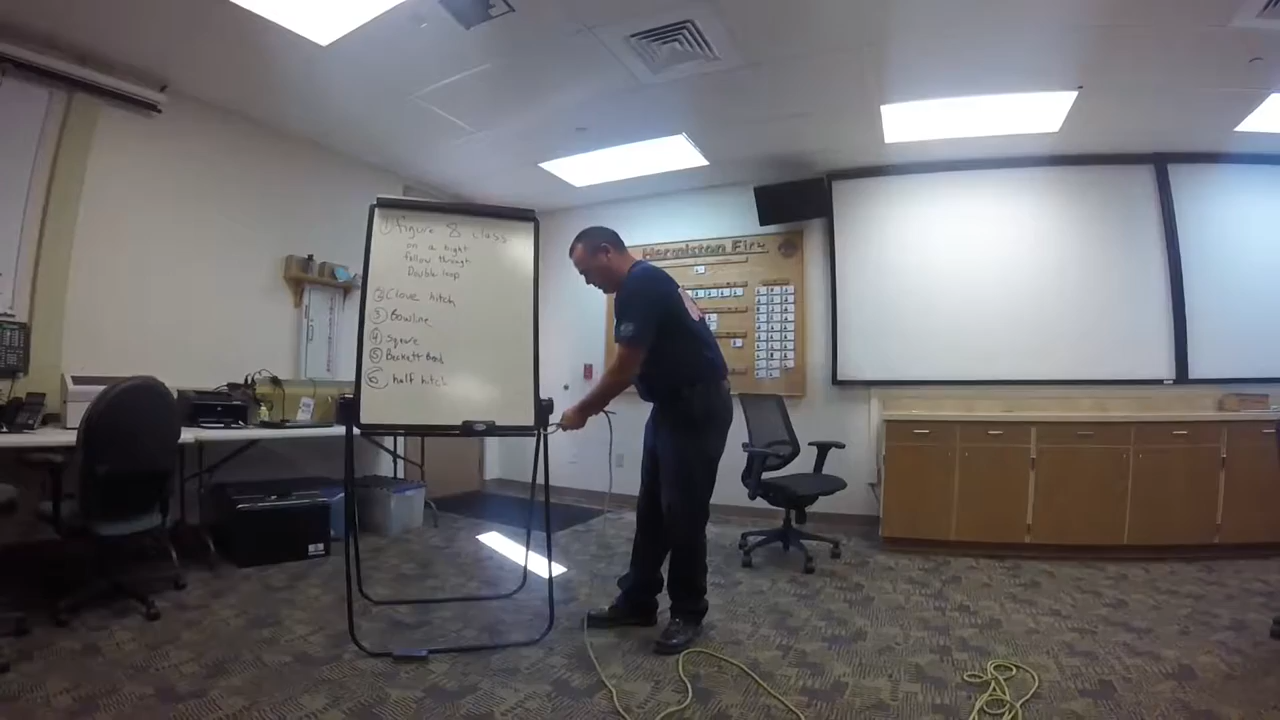 ① figure 8 class
on a bight
follow through
Double loop
② Clove hitch
③ Bowline
④ Square
⑤ Beckett Bend
⑥ half hitch
Hermiston Fire